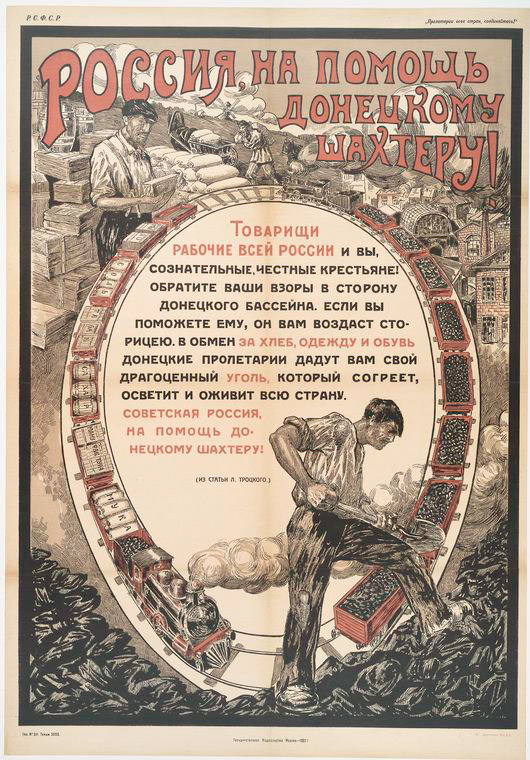 Р. С. Ф. С. Р.
„Пролетарии всех стран, соединяйтесь!“
РОССИЯ, НА ПОМОЩЬ
ДОНЕЦКОМУ
ШАХТЕРУ!
ТОВАРИЩИ
РАБОЧИЕ ВСЕЙ РОССИИ И ВЫ,
СОЗНАТЕЛЬНЫЕ, ЧЕСТНЫЕ КРЕСТЬЯНЕ!
ОБРАТИТЕ ВАШИ ВЗОРЫ В СТОРОНУ
ДОНЕЦКОГО БАССЕЙНА. ЕСЛИ ВЫ
ПОМОЖЕТЕ ЕМУ, ОН ВАМ ВОЗДАСТ СТО-
РИЦЕЮ. В ОБМЕН ЗА ХЛЕБ, ОДЕЖДУ И ОБУВЬ
ДОНЕЦКИЕ ПРОЛЕТАРИИ ДАДУТ ВАМ СВОЙ
ДРАГОЦЕННЫЙ УГОЛЬ, КОТОРЫЙ СОГРЕЕТ,
ОСВЕТИТ И ОЖИВИТ ВСЮ СТРАНУ.
СОВЕТСКАЯ РОССИЯ,
НА ПОМОЩЬ ДО-
НЕЦКОМУ ШАХТЕРУ!
(ИЗ СТАТЬИ Л. ТРОЦКОГО.)
МУКА
Государственное Издательство Москва—1921